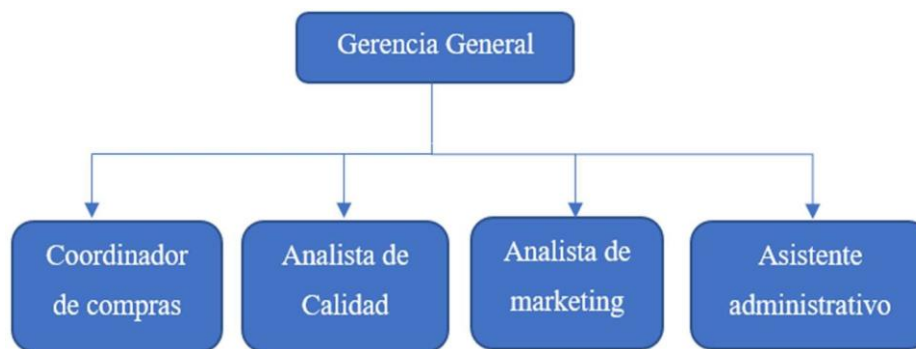 Gerencia General
Coordinador
de compras
Analista de
Calidad
Analista de
marketing
Asistente
administrativo